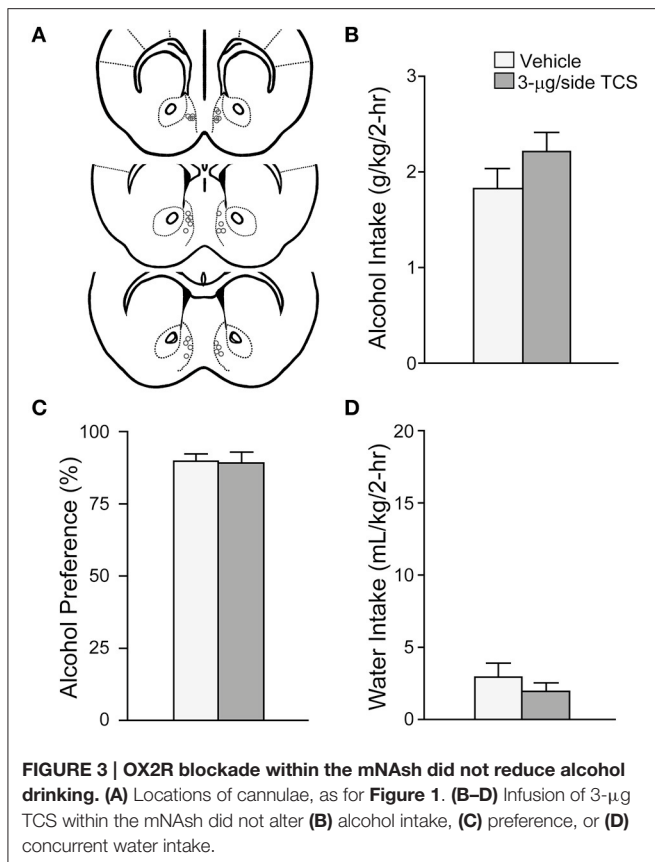 A
B
Vehicle
3-μg/side TCS
Alcohol Intake (g/kg/2-hr)
3
2
1
0
C
Alcohol Preference (%)
100
75
50
25
0
D
Water Intake (mL/kg/2-hr)
20
15
10
5
0
FIGURE 3 | OX2R blockade within the mNAsh did not reduce alcohol
drinking. (A) Locations of cannulae, as for Figure 1. (B–D) Infusion of 3-μg
TCS within the mNAsh did not alter (B) alcohol intake, (C) preference, or (D)
concurrent water intake.